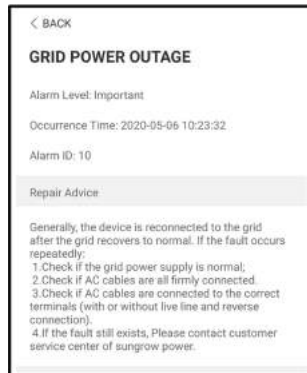 < BACK
GRID POWER OUTAGE
Alarm Level: Important
Occurrence Time: 2020-05-06 10:23:32
Alarm ID: 10
Repair Advice
Generally, the device is reconnected to the grid
after the grid recovers to normal. If the fault occurs
repeatedly:
1.Check if the grid power supply is normal;
2.Check if AC cables are all firmly connected.
3.Check if AC cables are connected to the correct
terminals (with or without live line and reverse
connection).
4.If the fault still exists, Please contact customer
service center of sungrow power.